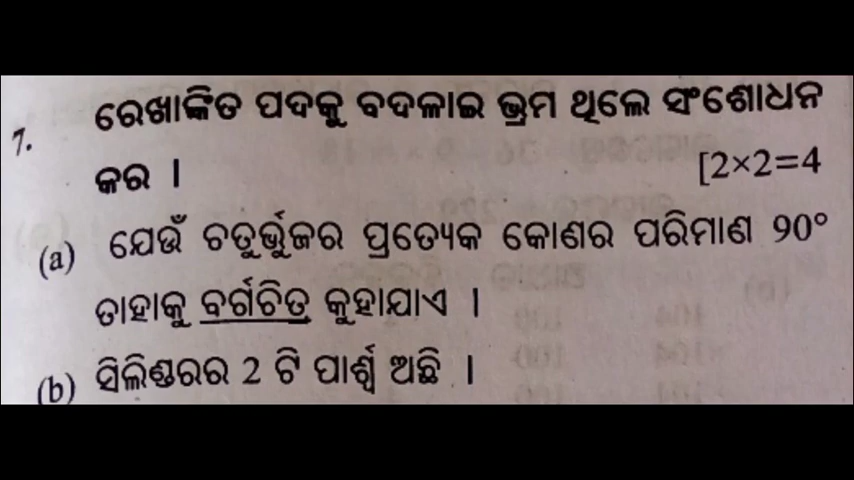 7. ରେଖାଙ୍କିତ ପଦକୁ ବଦଳାଇ ଭ୍ରମ ଥିଲେ ସଂଶୋଧନ
କର । [2×2=4
(a) ଯେଉଁ ଚତୁର୍ଭୁଜର ପ୍ରତ୍ୟେକ କୋଣର ପରିମାଣ 90°
ତାହାକୁ ବର୍ଗଚିତ୍ର କୁହାଯାଏ ।
(b) ସିଲିଣ୍ଡରର 2 ଟି ପାର୍ଶ୍ୱ ଅଛି ।